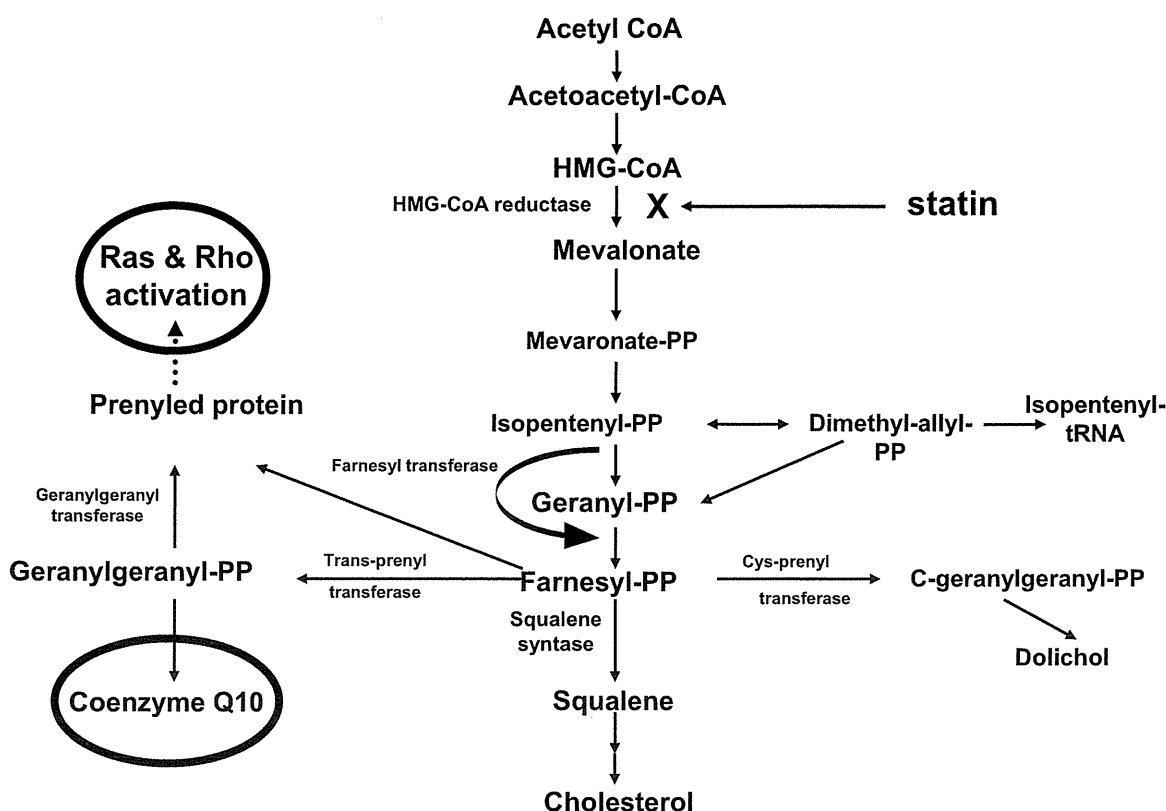 Acetyl CoA
Acetoacetyl-CoA
HMG-CoA
HMG-CoA reductase
X
statin
Mevalonate
Ras & Rho
activation
Mevaronate-PP
Prenyled protein
Isopentenyl-PP
Dimethyl-allyl-
PP
Isopentenyl-
tRNA
Farnesyl transferase
Geranylgeranyl
transferase
Geranyl-PP
Geranylgeranyl-PP
Trans-prenyl
transferase
Farnesyl-PP
Cys-prenyl
transferase
C-geranylgeranyl-PP
Squalene
syntase
Dolichol
Coenzyme Q10
Squalene
Cholesterol